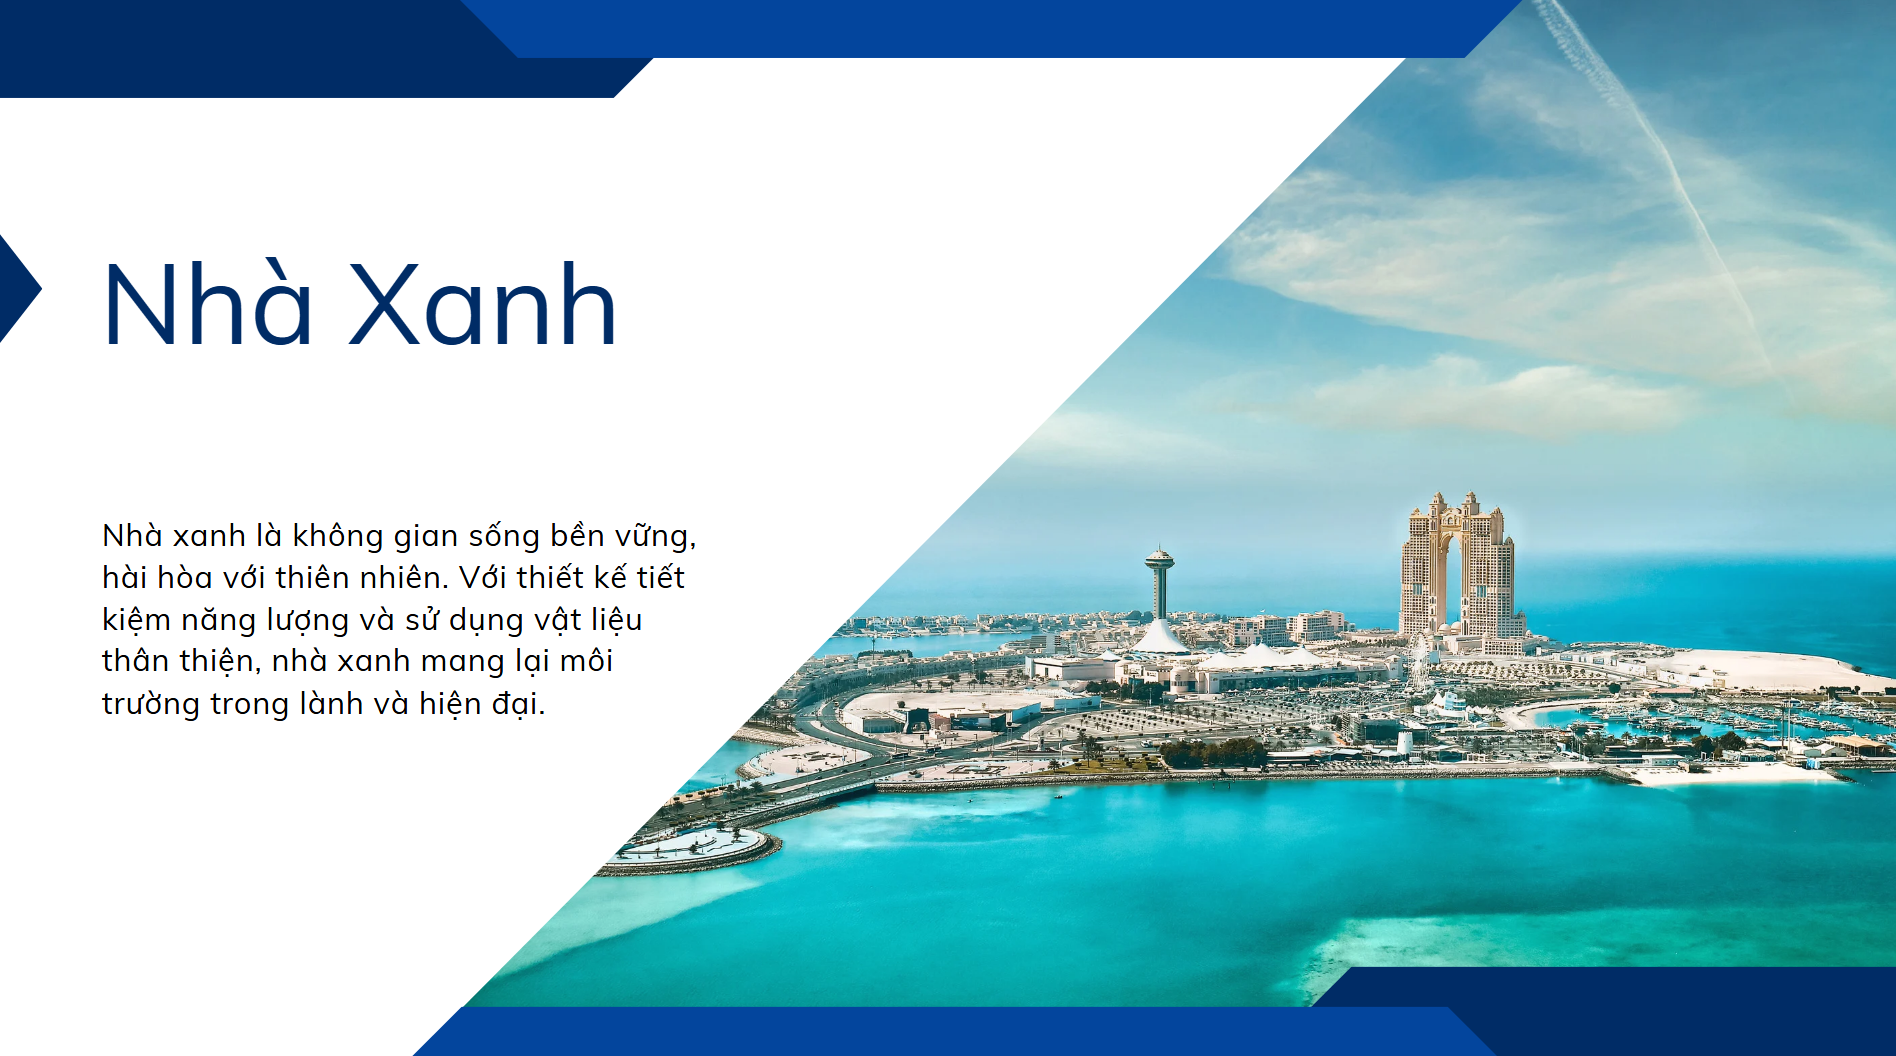 Nhà Xanh
Nhà xanh là không gian sống bền vững,
hài hòa với thiên nhiên. Với thiết kế tiết
kiệm năng lượng và sử dụng vật liệu
thân thiện, nhà xanh mang lại môi
trường trong lành và hiện đại.